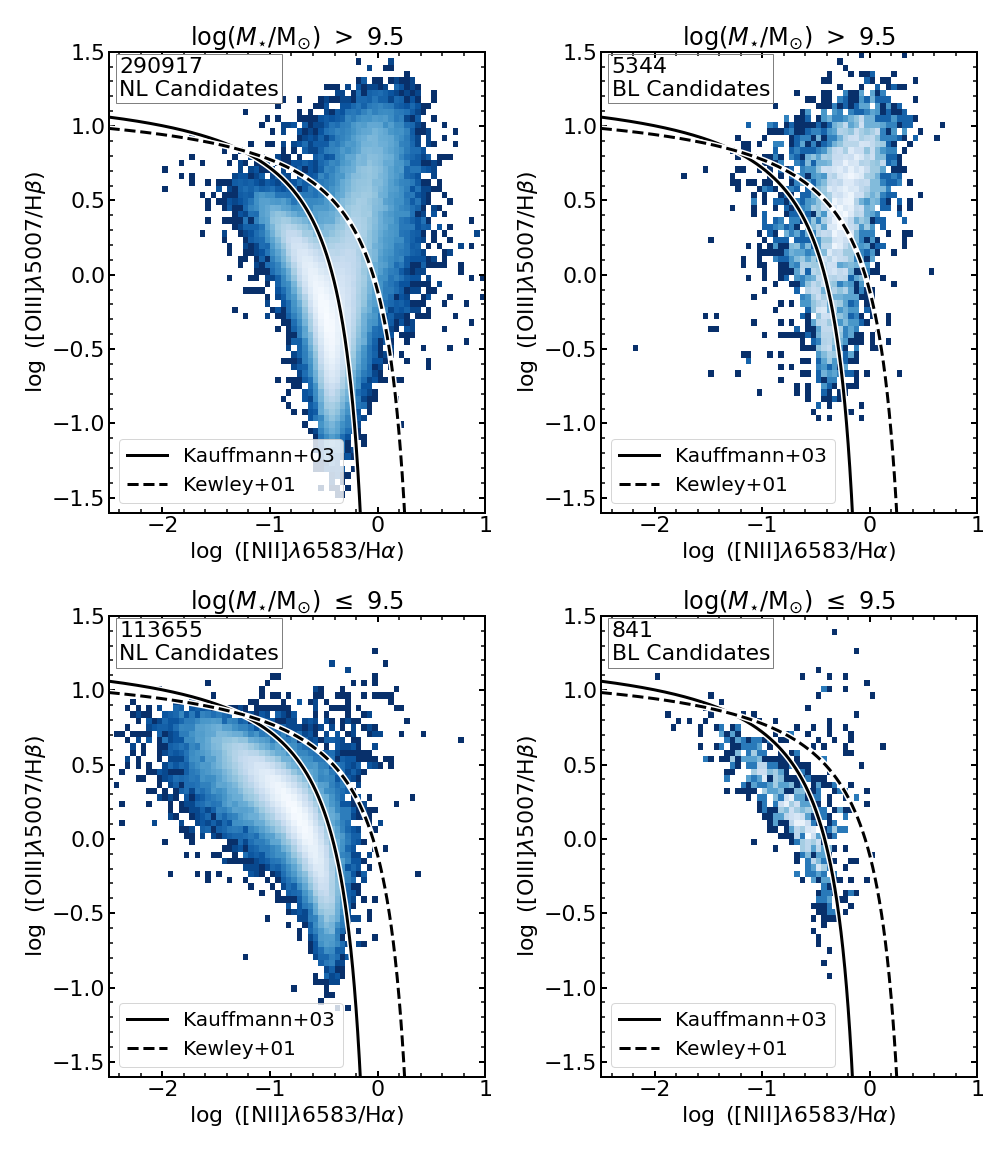 log(M⋆/M⊙) > 9.5
290917
NL Candidates
1.5
1.0
0.5
0.0
−0.5
−1.0
−1.5
log ([OIII]λ5007/Hβ)
Kauffmann+03
Kewley+01
−2
−1
0
1
log ([NII]λ6583/Hα)
log(M⋆/M⊙) > 9.5
5344
BL Candidates
1.5
1.0
0.5
0.0
−0.5
−1.0
−1.5
log ([OIII]λ5007/Hβ)
Kauffmann+03
Kewley+01
−2
−1
0
1
log ([NII]λ6583/Hα)
log(M⋆/M⊙) ≤ 9.5
113655
NL Candidates
1.5
1.0
0.5
0.0
−0.5
−1.0
−1.5
log ([OIII]λ5007/Hβ)
Kauffmann+03
Kewley+01
−2
−1
0
1
log ([NII]λ6583/Hα)
log(M⋆/M⊙) ≤ 9.5
841
BL Candidates
1.5
1.0
0.5
0.0
−0.5
−1.0
−1.5
log ([OIII]λ5007/Hβ)
Kauffmann+03
Kewley+01
−2
−1
0
1
log ([NII]λ6583/Hα)